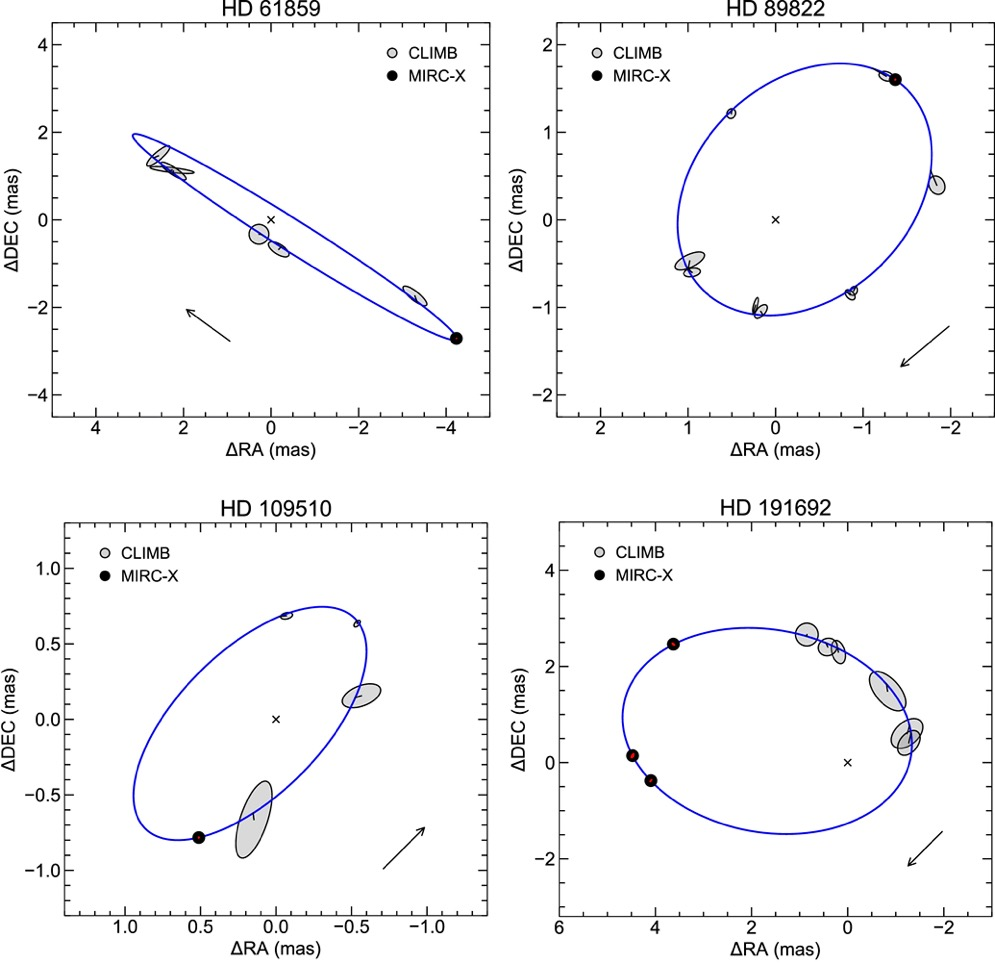 HD 61859
CLIMB
MIRC-X
4
2
0
−2
−4
ΔDEC (mas)
4
2
0
−2
−4
ΔRA (mas)
HD 89822
CLIMB
MIRC-X
2
1
0
−1
−2
ΔDEC (mas)
2
1
0
−1
−2
ΔRA (mas)
HD 109510
CLIMB
MIRC-X
1.0
0.5
0.0
−0.5
−1.0
ΔDEC (mas)
1.0
0.5
0.0
−0.5
−1.0
ΔRA (mas)
HD 191692
CLIMB
MIRC-X
4
2
0
−2
ΔDEC (mas)
6
4
2
0
−2
ΔRA (mas)